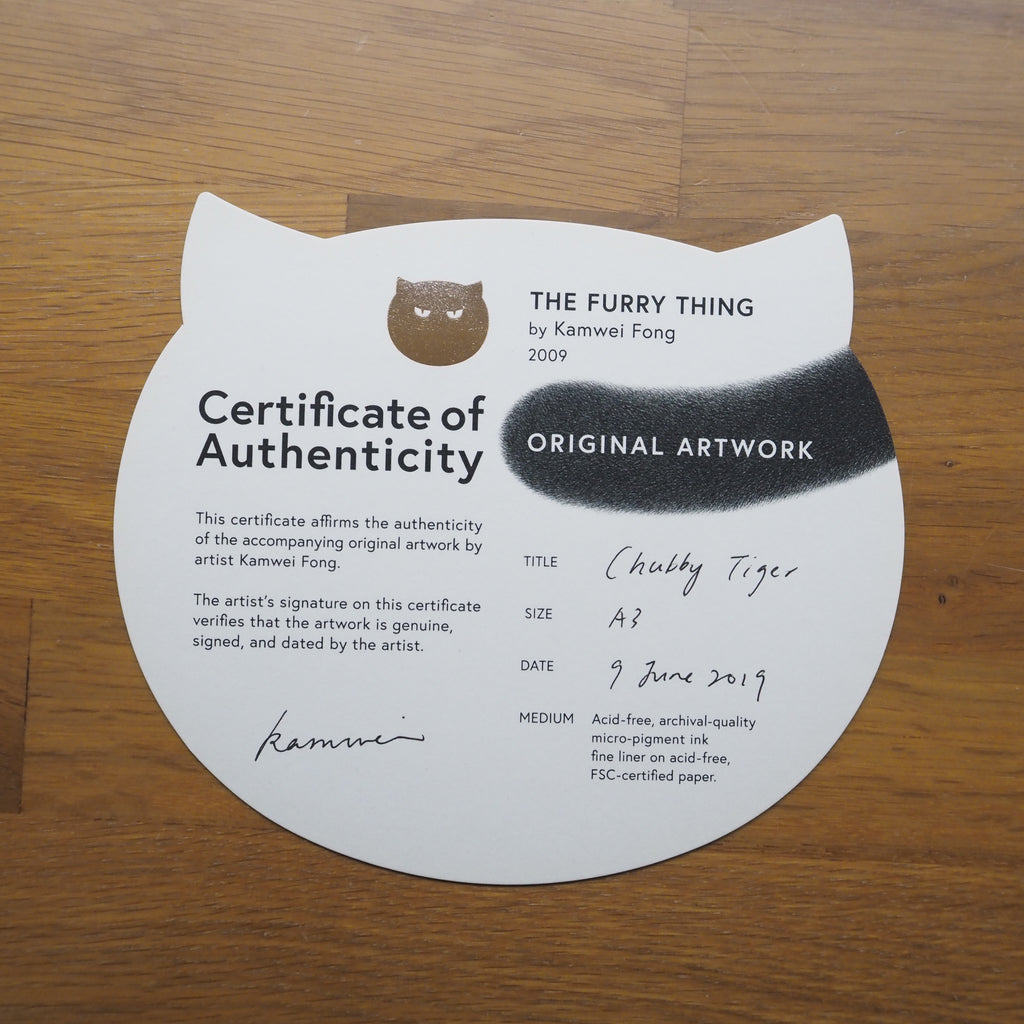 THE FURRY THING
by Kamwei Fong
2009
Certificate of
Authenticity
ORIGINAL ARTWORK
This certificate affirms the authenticity
of the accompanying original artwork by
artist Kamwei Fong.
The artist's signature on this certificate
verifies that the artwork is genuine,
signed, and dated by the artist.
kamwei
TITLE Chubby Tiger
SIZE A3
DATE 9 June 2019
MEDIUM Acid-free, archival-quality
micro-pigment ink
fine liner on acid-free,
FSC-certified paper.